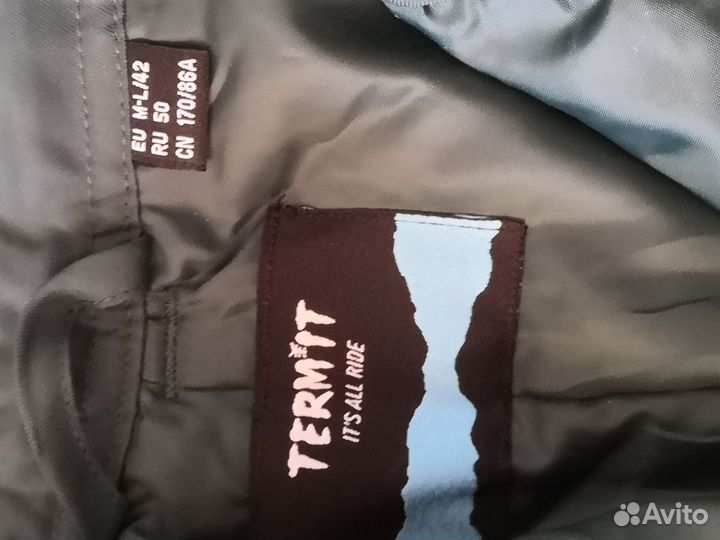 EU M-L/42
RU 50
CN 170/86A
TERMIT
IT'S ALL RIDE
Avito